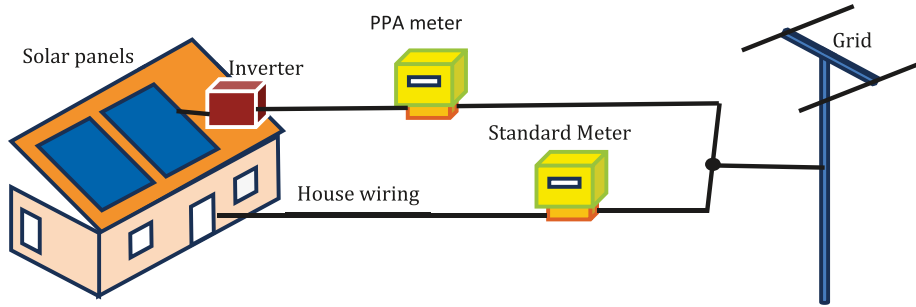 PPA meter
Grid
Solar panels
Inverter
Standard Meter
House wiring